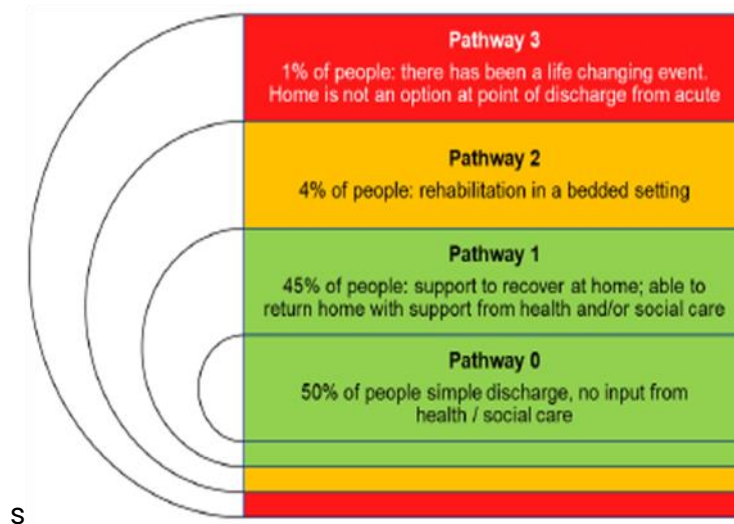 Pathway 3
1% of people: there has been a life changing event.
Home is not an option at point of discharge from acute
Pathway 2
4% of people: rehabilitation in a bedded setting
Pathway 1
45% of people: support to recover at home; able to
return home with support from health and/or social care
Pathway 0
50% of people simple discharge, no input from
health / social care
s